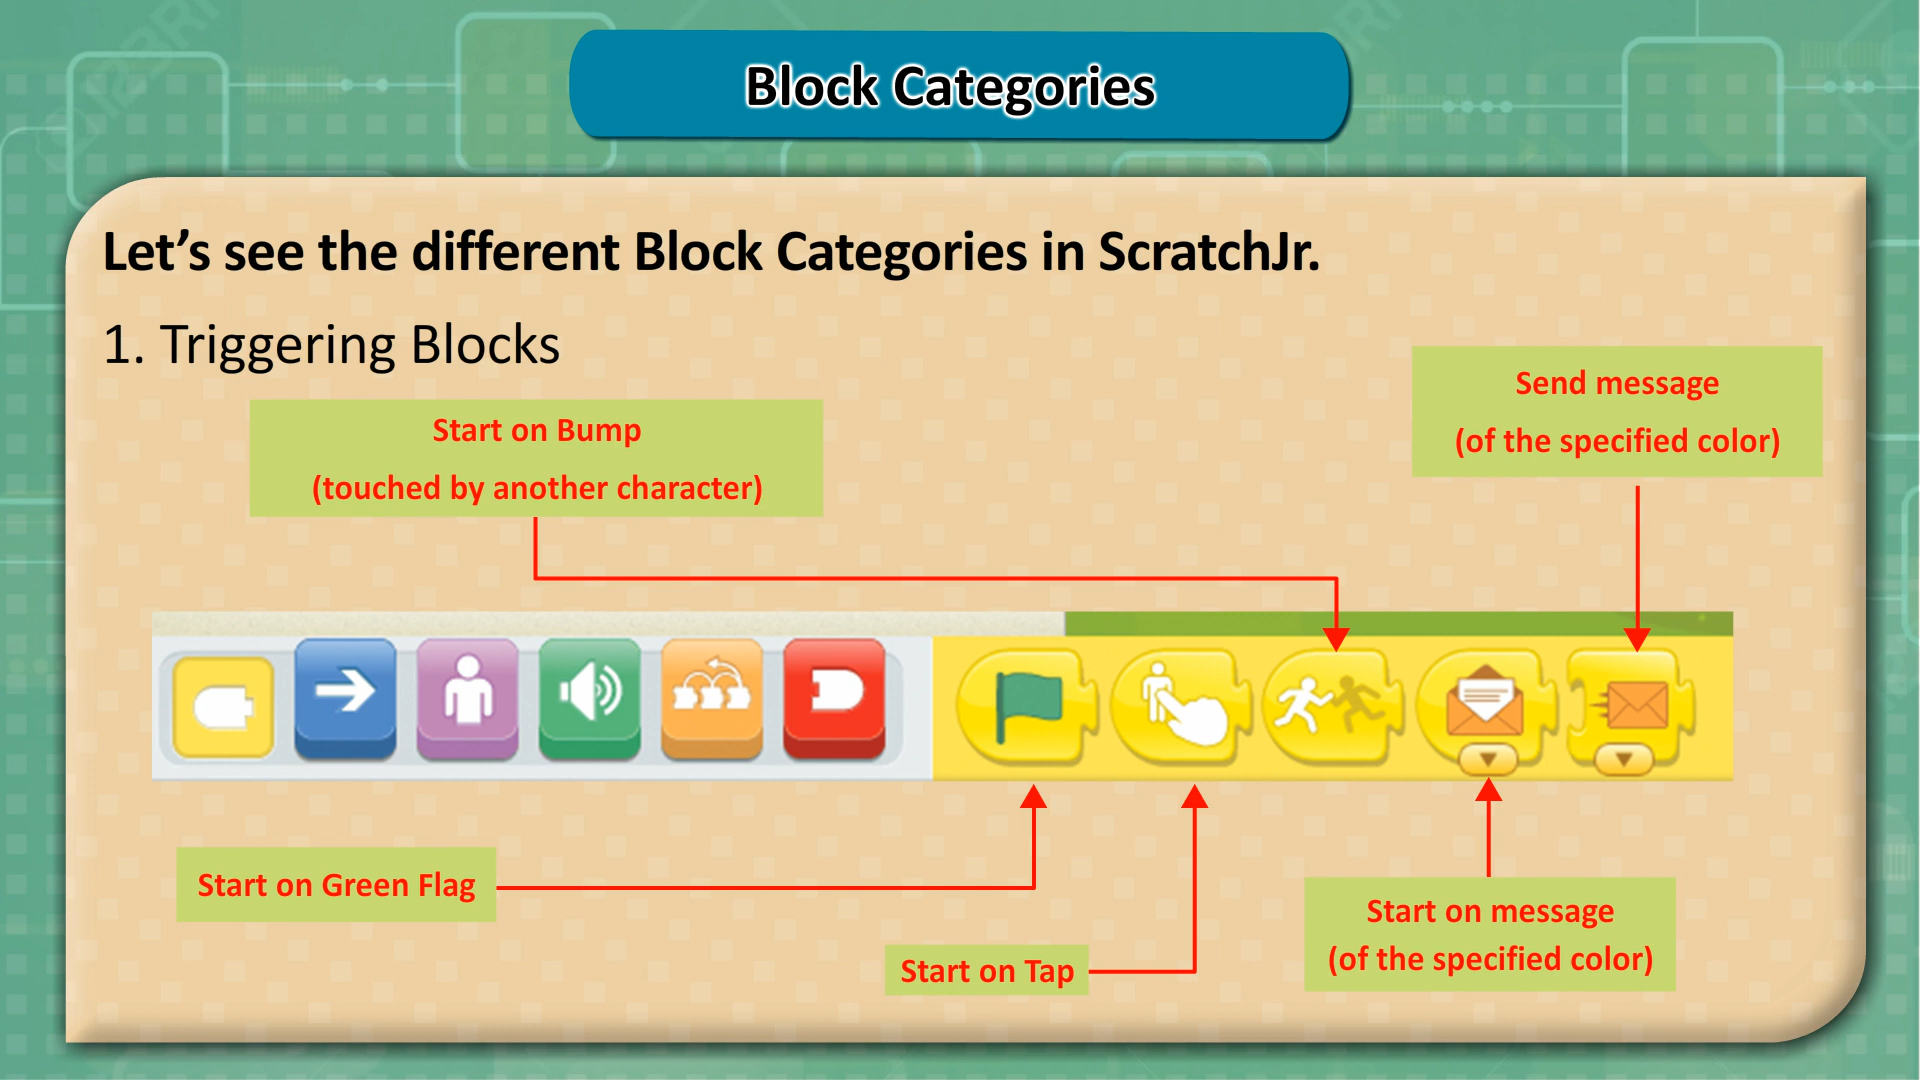 Block Categories
Let’s see the different Block Categories in ScratchJr.
1. Triggering Blocks
Send message
(of the specified color)
Start on Bump
(touched by another character)
Start on Green Flag
Start on Tap
Start on message
(of the specified color)